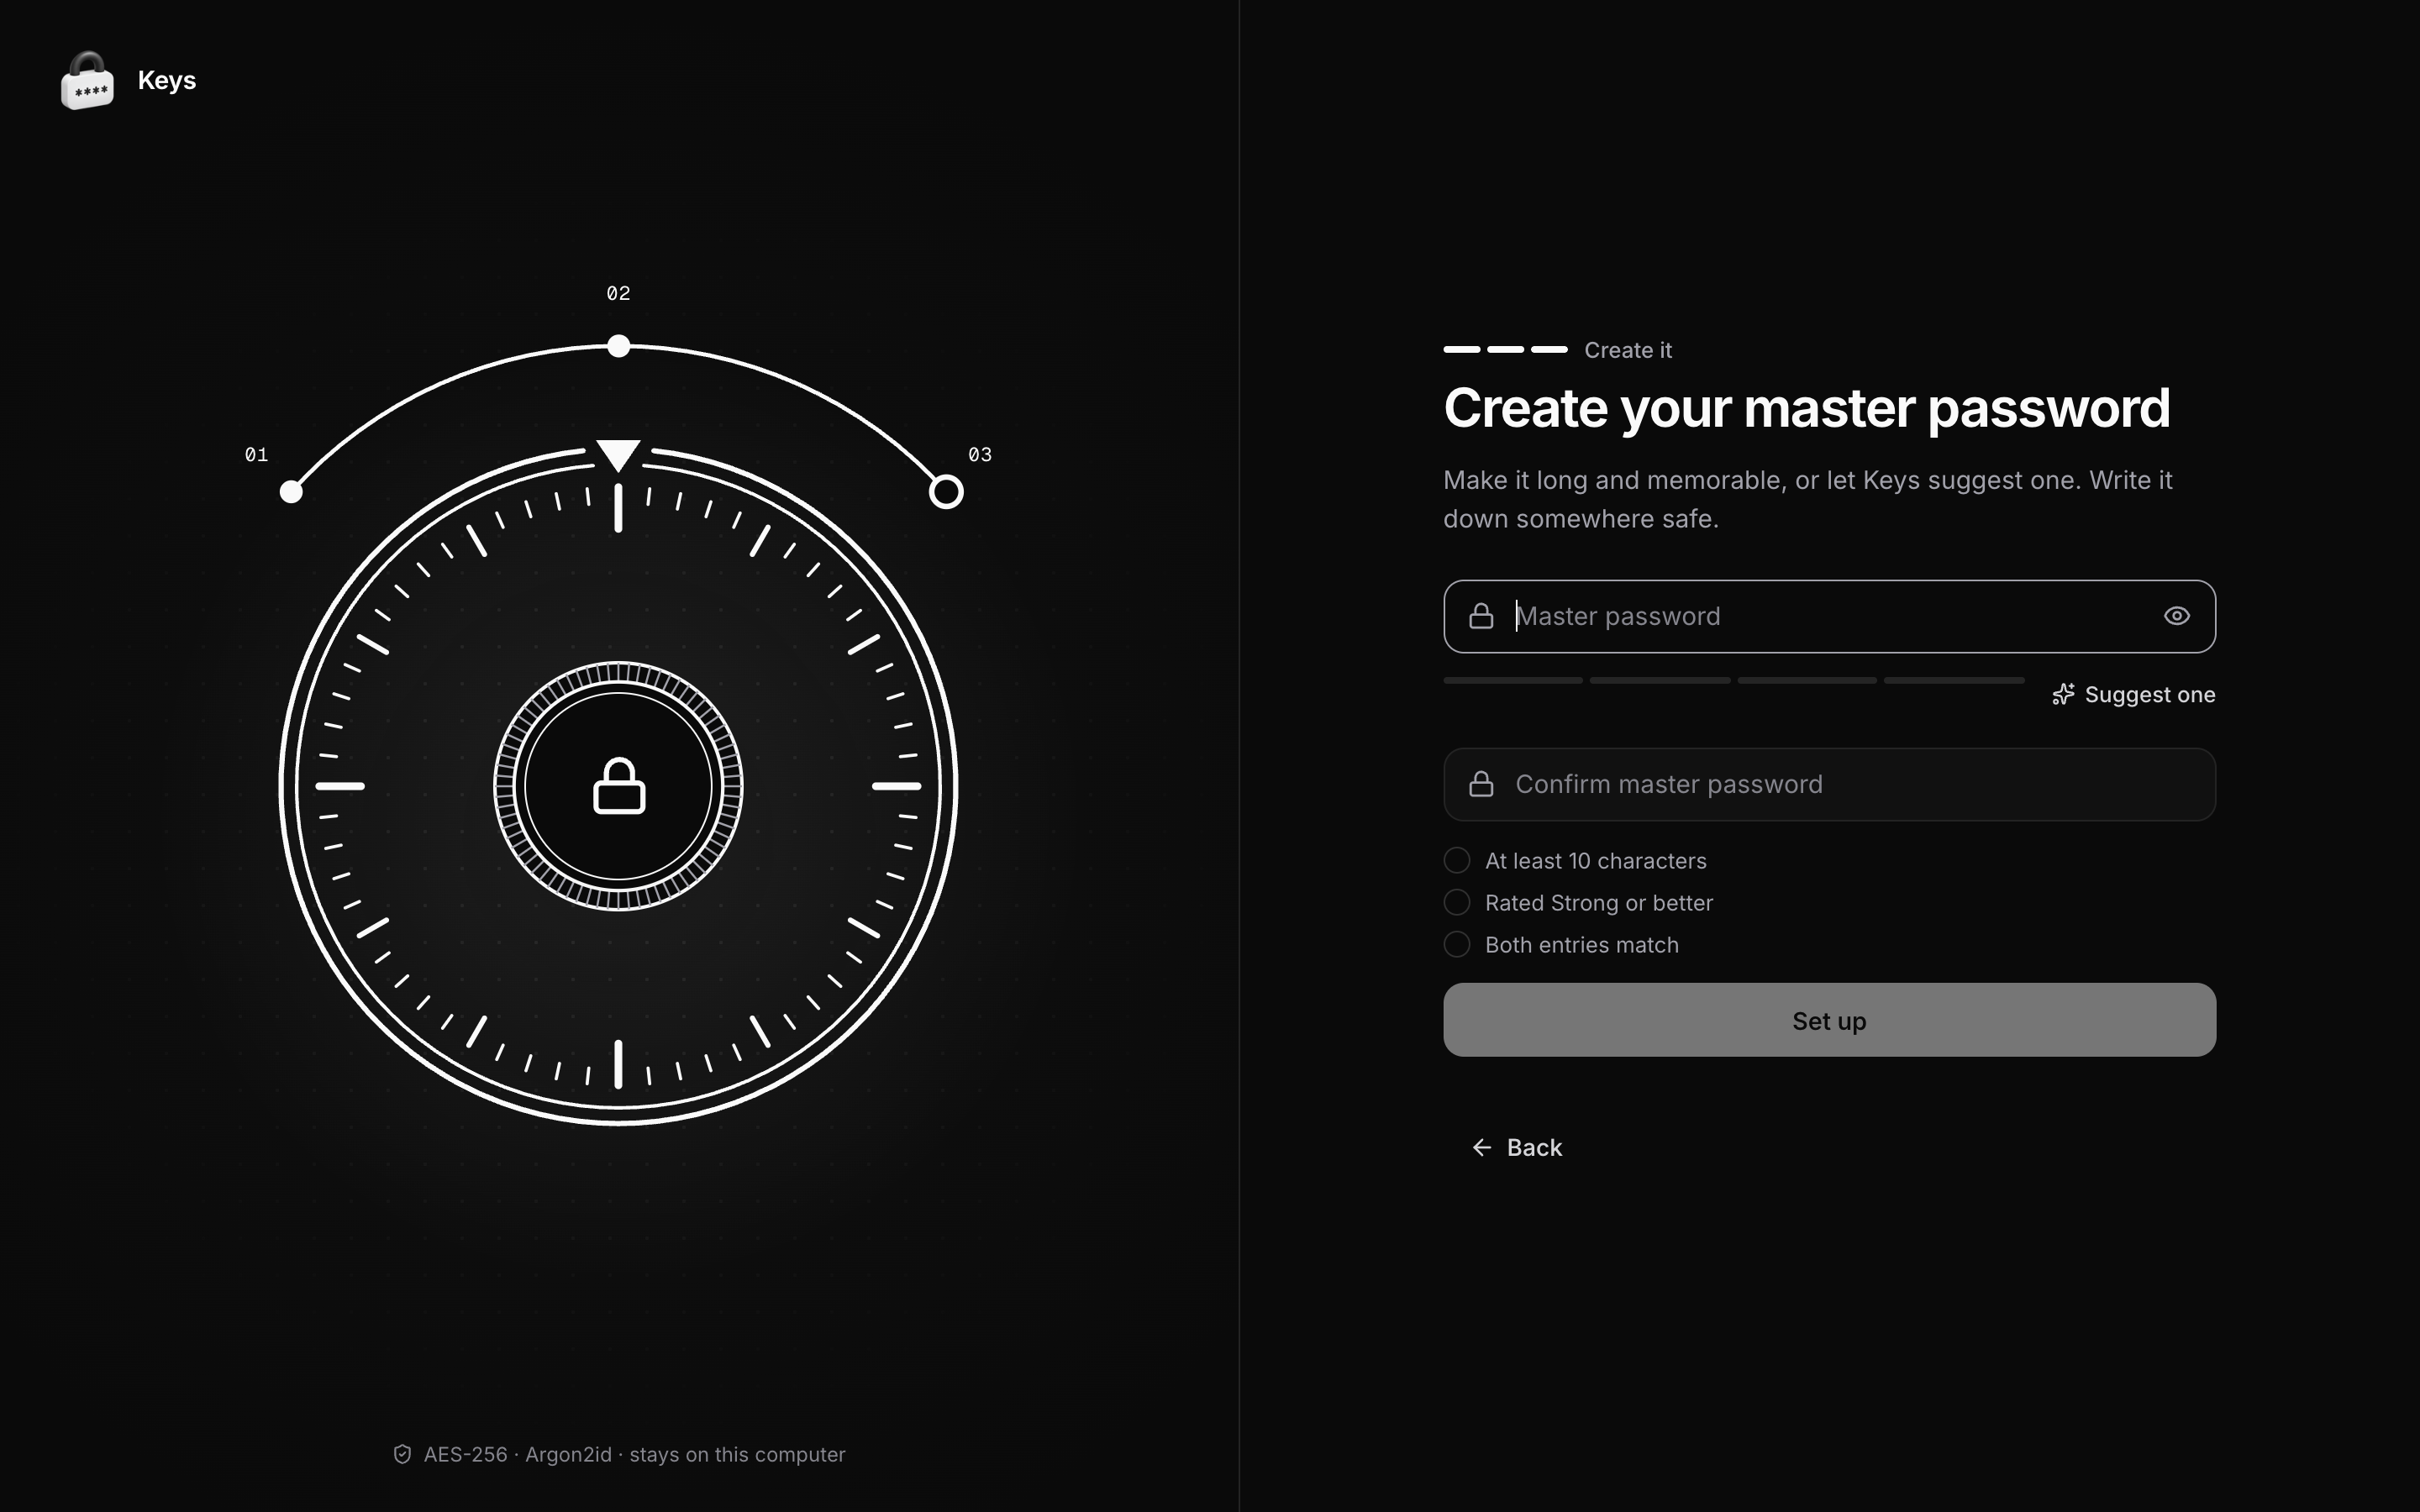 ****
Keys
02
01
03
AES-256 · Argon2id · stays on this computer
Create it
Create your master password
Make it long and memorable, or let Keys suggest one. Write it
down somewhere safe.
Master password
Suggest one
Confirm master password
At least 10 characters
Rated Strong or better
Both entries match
Set up
Back